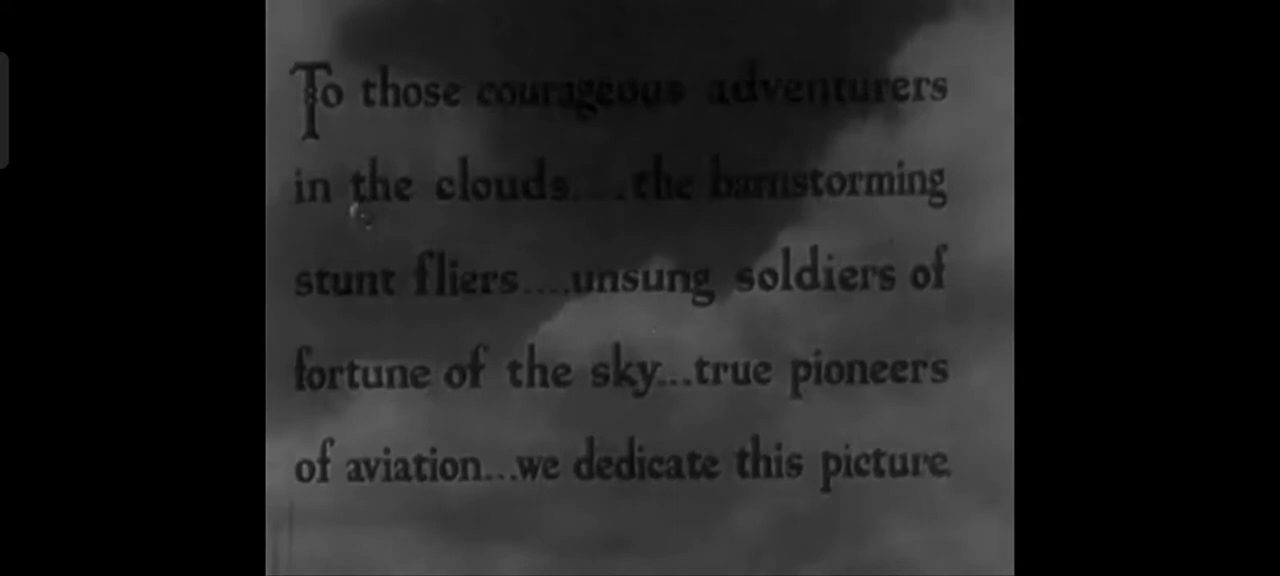 To those courageous adventurers
in the clouds....the barnstorming
stunt fliers....unsung soldiers of
fortune of the sky...true pioneers
of aviation...we dedicate this picture.